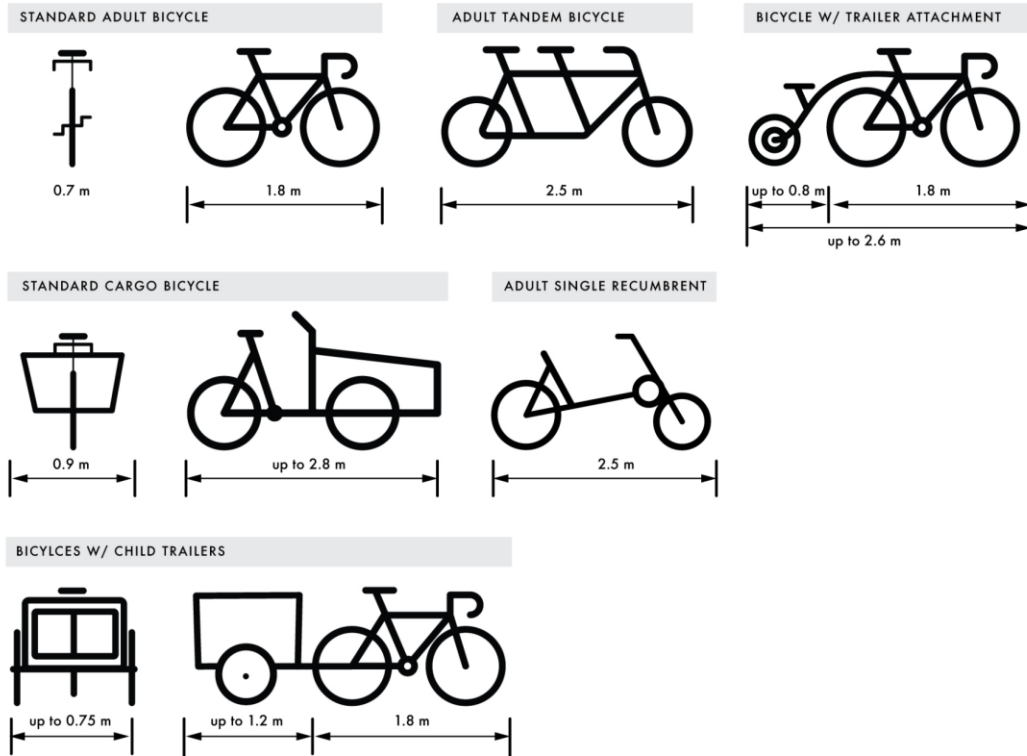 STANDARD ADULT BICYCLE
ADULT TANDEM BICYCLE
BICYCLE W/ TRAILER ATTACHMENT
0.7 m
1.8 m
2.5 m
up to 0.8 m
1.8 m
up to 2.6 m
STANDARD CARGO BICYCLE
ADULT SINGLE RECUMBRENT
0.9 m
up to 2.8 m
2.5 m
BICYLCES W/ CHILD TRAILERS
up to 0.75 m
up to 1.2 m
1.8 m